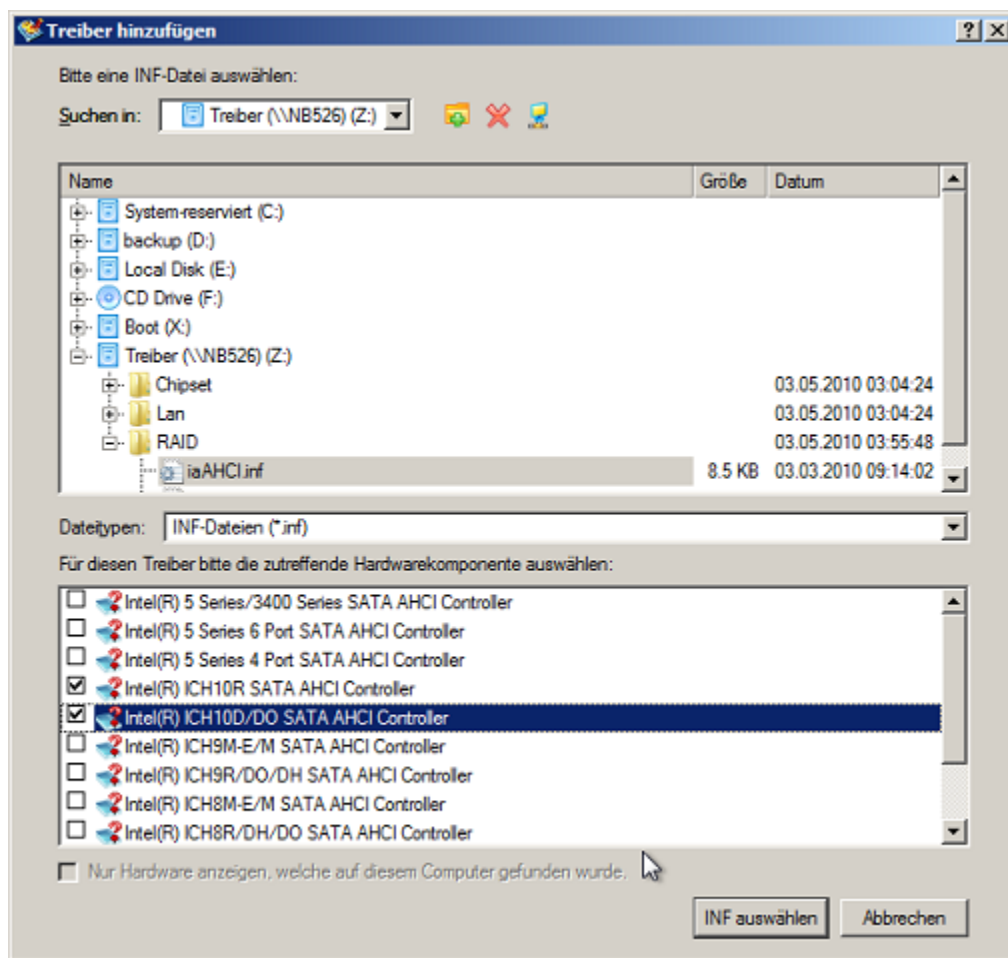 Treiber hinzufügen
Bitte eine INF-Datei auswählen:
Suchen in: Treiber (\\NB526) (Z:)
Name Größe Datum
System-reserviert (C:)
backup (D:)
Local Disk (E:)
CD Drive (F:)
Boot (X:)
Treiber (\\NB526) (Z:)
Chipset 03.05.2010 03:04:24
Lan 03.05.2010 03:04:24
RAID 03.05.2010 03:55:48
iaAHCI.inf 8.5 KB 03.03.2010 09:14:02
Dateitypen: INF-Dateien (*.inf)
Für diesen Treiber bitte die zutreffende Hardwarekomponente auswählen:
Intel(R) 5 Series/3400 Series SATA AHCI Controller
Intel(R) 5 Series 6 Port SATA AHCI Controller
Intel(R) 5 Series 4 Port SATA AHCI Controller
Intel(R) ICH10R SATA AHCI Controller
Intel(R) ICH10D/DO SATA AHCI Controller
Intel(R) ICH9M-E/M SATA AHCI Controller
Intel(R) ICH9R/DO/DH SATA AHCI Controller
Intel(R) ICH8M-E/M SATA AHCI Controller
Intel(R) ICH8R/DH/DO SATA AHCI Controller
Nur Hardware anzeigen, welche auf diesem Computer gefunden wurde.
INF auswählen Abbrechen